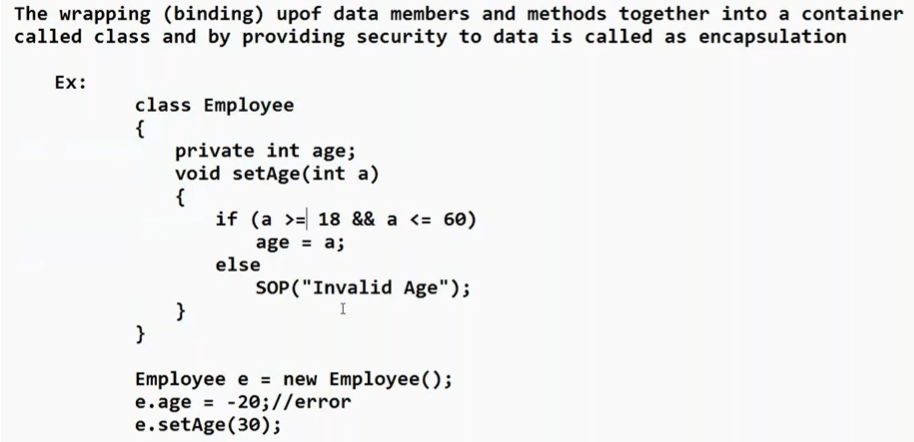 The wrapping (binding) upof data members and methods together into a container
called class and by providing security to data is called as encapsulation
Ex:
class Employee
{
private int age;
void setAge(int a)
{
if (a >= 18 && a <= 60)
age = a;
else
SOP("Invalid Age");
}
}
Employee e = new Employee();
e.age = -20;//error
e.setAge(30);